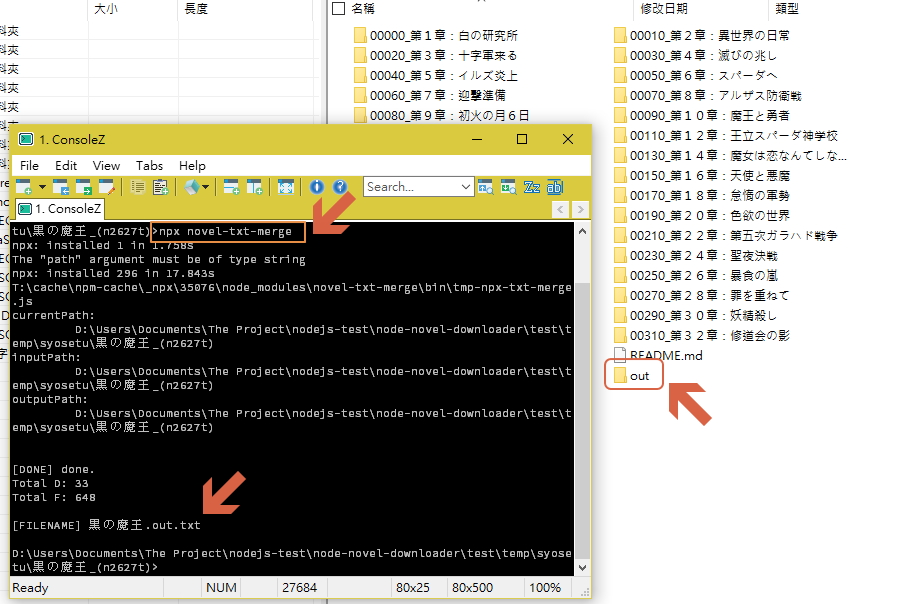 大小
長度
名稱
修改日期
類型
科夾
科夾
科夾
科夾
科夾
00000_第１章：白の研究所
00010_第２章：異世界の日常
00020_第３章：十字軍来る
00030_第４章：滅びの兆し
00040_第５章：イルズ炎上
00050_第６章：スパーダへ
00060_第７章：迎撃準備
00070_第８章：アルザス防衛戦
00080_第９章：初火の月６日
00090_第１０章：魔王と勇者
00110_第１２章：王立スパーダ神学校
00130_第１４章：魔女は恋なんてしな...
00150_第１６章：天使と悪魔
00170_第１８章：怠惰の軍勢
00190_第２０章：色欲の世界
00210_第２２章：第五次ガラハド戦争
00230_第２４章：聖夜決戦
00250_第２６章：暴食の嵐
00270_第２８章：罪を重ねて
00290_第３０章：妖精殺し
00310_第３２章：修道会の影
README.md
out
1. ConsoleZ
File Edit View Tabs Help
Search...
Zz
ab
1. ConsoleZ
tu\黒の魔王_(n2627t)>npx novel-txt-merge
npx: installed 1 in 1.758s
The "path" argument must be of type string
npx: installed 296 in 17.843s
T:\cache\npm-cache\_npx\35076\node_modules\novel-txt-merge\bin\tmp-npx-txt-merge
.js
currentPath:
D:\Users\Documents\The Project\nodejs-test\node-novel-downloader\test\t
emp\syosetu\黒の魔王_(n2627t)
inputPath:
D:\Users\Documents\The Project\nodejs-test\node-novel-downloader\test\t
emp\syosetu\黒の魔王_(n2627t)
outputPath:
D:\Users\Documents\The Project\nodejs-test\node-novel-downloader\test\t
emp\syosetu\黒の魔王_(n2627t)
[DONE] done.
Total D: 33
Total F: 648
[FILENAME] 黒の魔王.out.txt
D:\Users\Documents\The Project\nodejs-test\node-novel-downloader\test\temp\syose
tu\黒の魔王_(n2627t)>
Ready
NUM
27684
80x25
80x500
100%